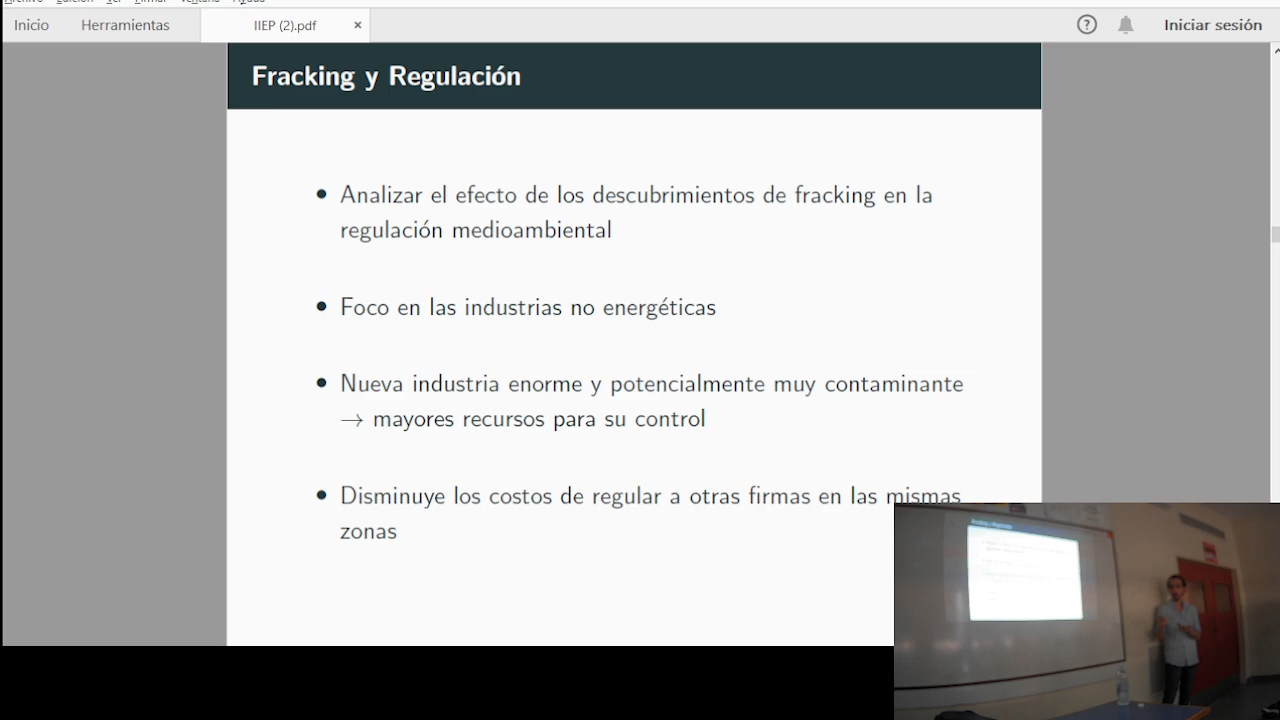 Inicio Herramientas IIEP (2).pdf × ? Iniciar sesión
Fracking y Regulación
• Analizar el efecto de los descubrimientos de fracking en la
regulación medioambiental
• Foco en las industrias no energéticas
• Nueva industria enorme y potencialmente muy contaminante
→ mayores recursos para su control
• Disminuye los costos de regular a otras firmas en las mismas
zonas